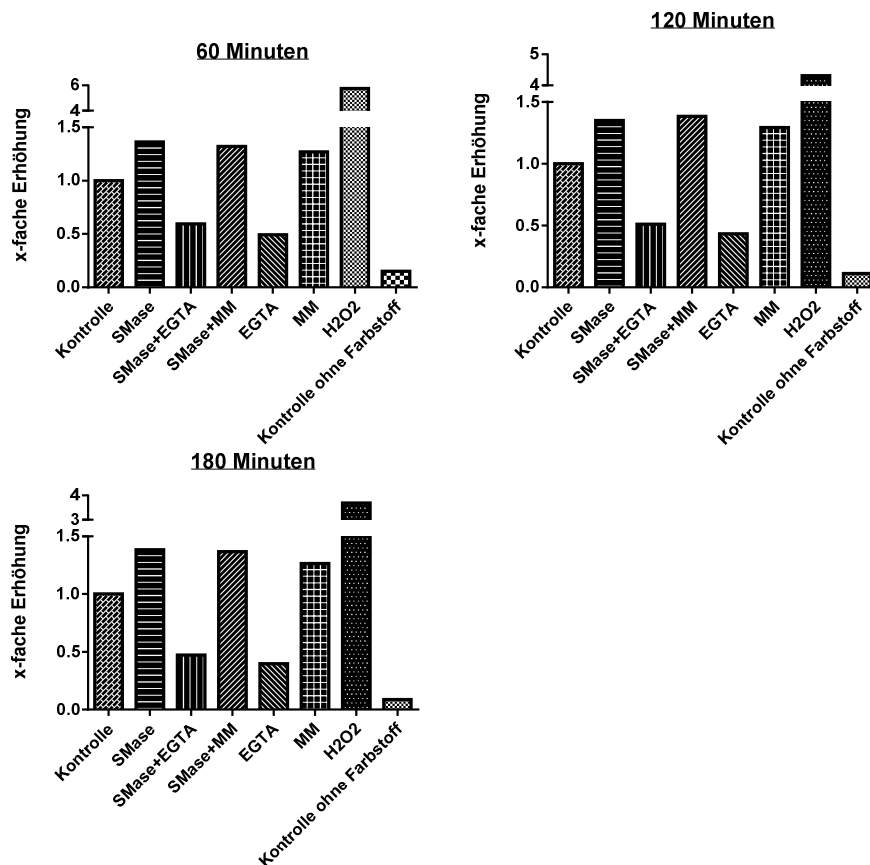 60 Minuten
x-fache Erhöhung
6
4
1.5
1.0
0.5
0.0
Kontrolle
SMase
SMase+EGTA
SMase+MM
EGTA
MM
H2O2
Kontrolle ohne Farbstoff
120 Minuten
x-fache Erhöhung
5
4
1.5
1.0
0.5
0.0
Kontrolle
SMase
SMase+EGTA
SMase+MM
EGTA
MM
H2O2
Kontrolle ohne Farbstoff
180 Minuten
x-fache Erhöhung
4
3
1.5
1.0
0.5
0.0
Kontrolle
SMase
SMase+EGTA
SMase+MM
EGTA
MM
H2O2
Kontrolle ohne Farbstoff